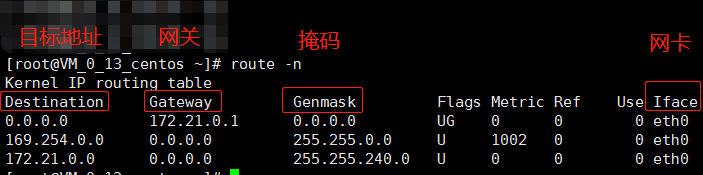 目标地址 网关 掩码 网卡
[root@VM_0_13_centos ~]# route -n
Kernel IP routing table
Destination Gateway Genmask Flags Metric Ref Use Iface
0.0.0.0 172.21.0.1 0.0.0.0 UG 0 0 0 eth0
169.254.0.0 0.0.0.0 255.255.0.0 U 1002 0 0 eth0
172.21.0.0 0.0.0.0 255.255.240.0 U 0 0 0 eth0
[root@VM_0_13_centos ~]#